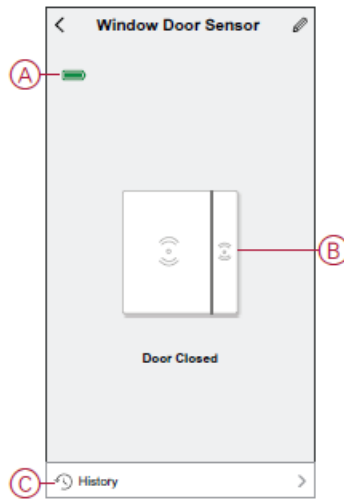 Window Door Sensor
A
B
Door Closed
C
History